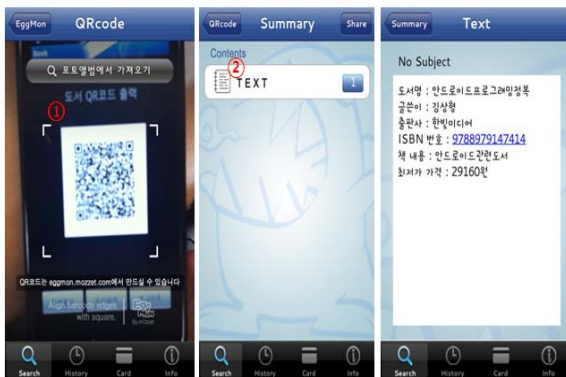 EggMon
QRcode
Book
포토앨범에서 가져오기
도서 QR코드 출력
①
QR코드는 eggmon.mozzet.com에서 만드실 수 있습니다
Align barcode edges
with square.
Egg
Mon
By mozzet
Search
History
Card
Info
QRcode
Summary
Share
Contents
②
TEXT
1
Search
History
Card
Info
Summary
Text
No Subject
도서명 : 안드로이드프로그래밍정복
글쓴이 : 김상형
출판사 : 한빛미디어
ISBN 번호 : 9788979147414
책 내용 : 안드로이드관련도서
최저가 가격 : 29160원
Search
History
Card
Info